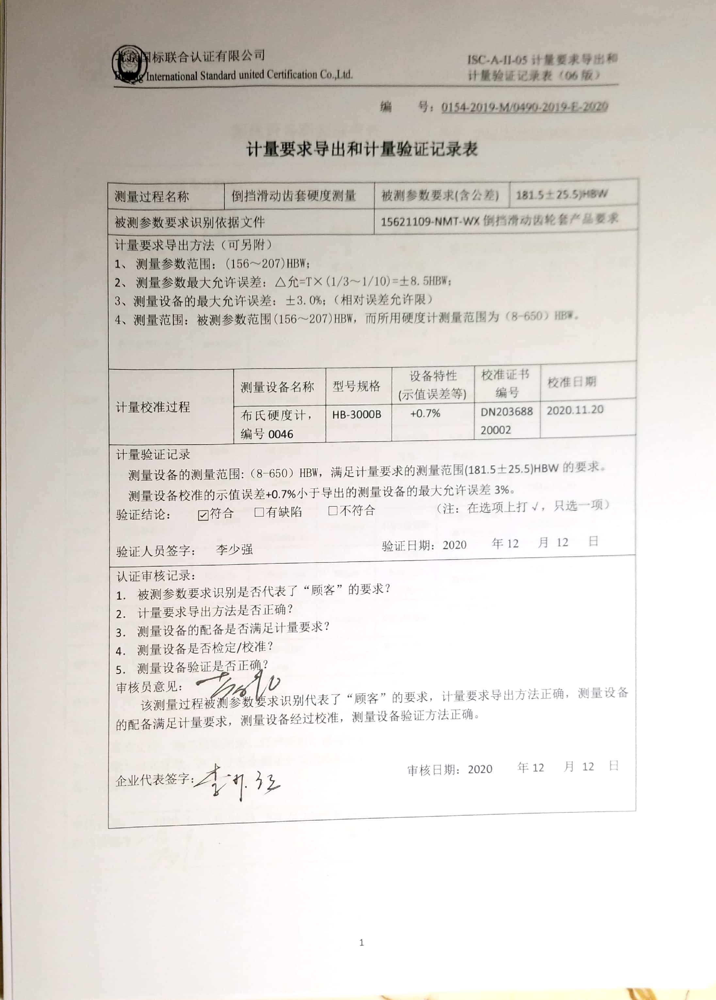 北京国标联合认证有限公司
Beijing International Standard united Certification Co.,Ltd.
ISC-A-II-05 计量要求导出和
计量验证记录表（06 版）
编 号：0154-2019-M/0490-2019-E-2020
计量要求导出和计量验证记录表
测量过程名称 倒挡滑动齿套硬度测量 被测参数要求(含公差) 181.5±25.5)HBW
被测参数要求识别依据文件 15621109-NMT-WX 倒挡滑动齿轮套产品要求
计量要求导出方法（可另附）
1、 测量参数范围：(156～207)HBW;
2、 测量参数最大允许误差：△允=T×(1/3～1/10)=±8.5HBW;
3、测量设备的最大允许误差：±3.0%;（相对误差允许限）
4、测量范围：被测参数范围(156～207)HBW，而所用硬度计测量范围为（8-650）HBW。
计量校准过程
测量设备名称 型号规格 设备特性 (示值误差等) 校准证书 编号 校准日期
布氏硬度计， HB-3000B +0.7% DN203688 2020.11.20
编号 0046 20002
计量验证记录
测量设备的测量范围:（8-650）HBW，满足计量要求的测量范围(181.5±25.5)HBW 的要求。
测量设备校准的示值误差+0.7%小于导出的测量设备的最大允许误差 3%。
验证结论： ☑符合 □有缺陷 □不符合 （注：在选项上打 √，只选一项）
验证人员签字： 李少强 验证日期：2020 年 12 月 12 日
认证审核记录：
1. 被测参数要求识别是否代表了“顾客”的要求？
2. 计量要求导出方法是否正确？
3. 测量设备的配备是否满足计量要求？
4. 测量设备是否检定/校准？
5. 测量设备验证是否正确？
审核员意见：
该测量过程被测参数要求识别代表了“顾客”的要求，计量要求导出方法正确，测量设备
的配备满足计量要求，测量设备经过校准，测量设备验证方法正确。
企业代表签字： 审核日期：2020 年 12 月 12 日
1